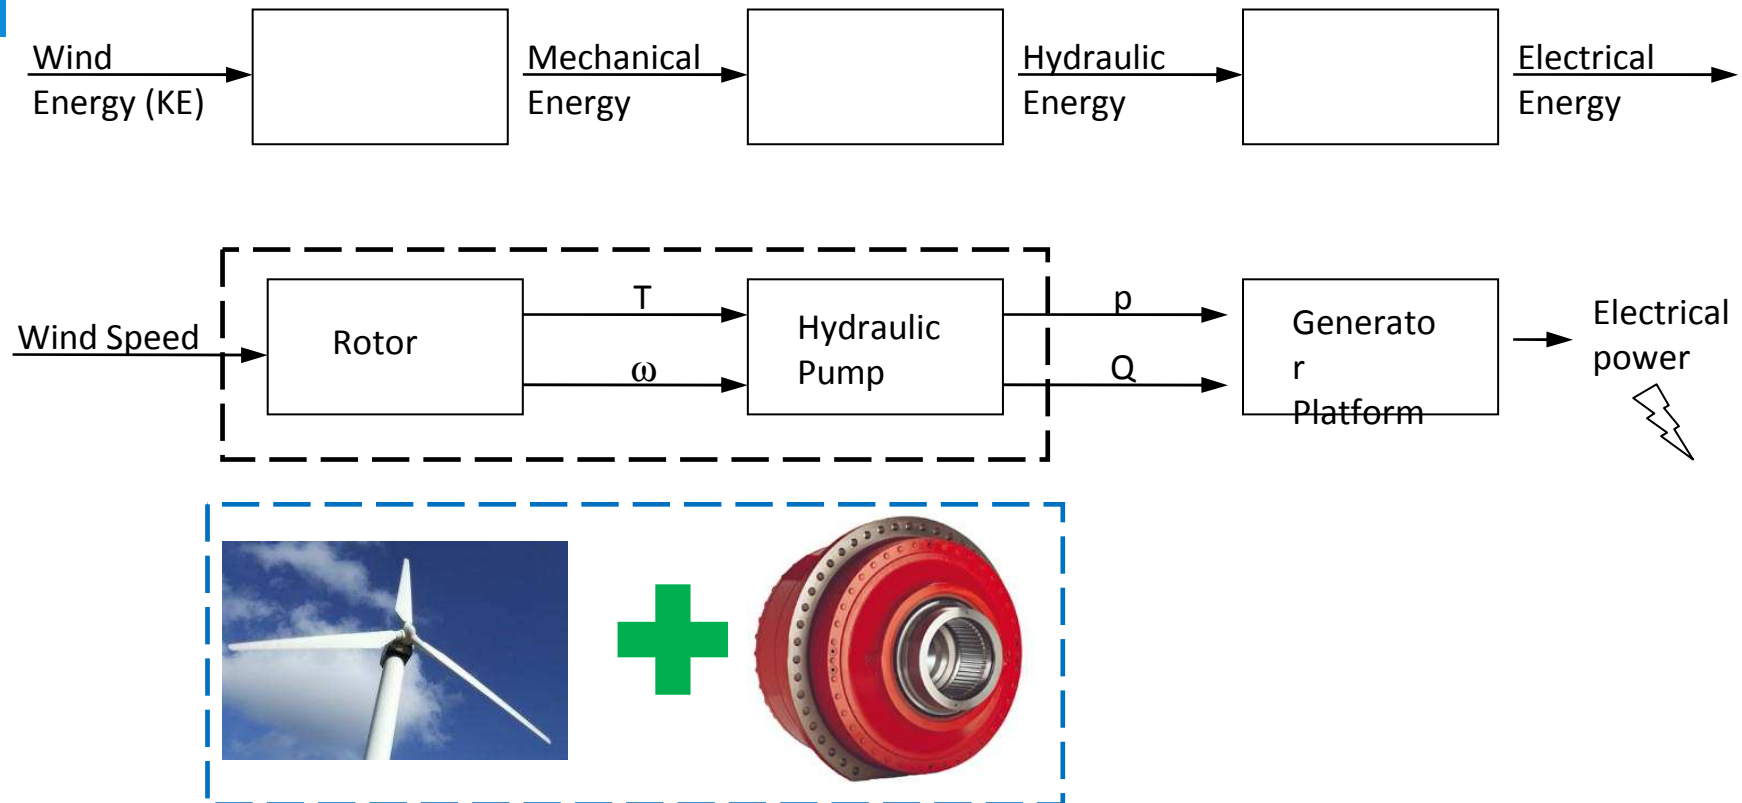 Wind
Energy (KE)
Mechanical
Energy
Hydraulic
Energy
Electrical
Energy
Wind Speed
Rotor
T
ω
Hydraulic
Pump
p
Q
Generato
r
Platform
Electrical
power